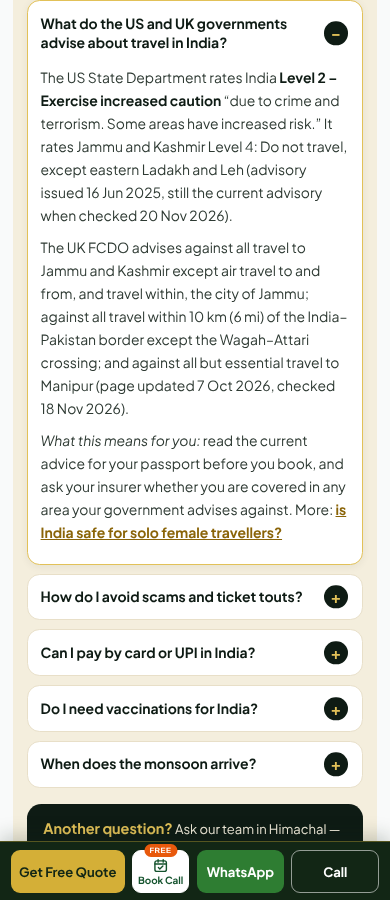 What do the US and UK governments
advise about travel in India?
−
The US State Department rates India Level 2 –
Exercise increased caution “due to crime and
terrorism. Some areas have increased risk.” It
rates Jammu and Kashmir Level 4: Do not travel,
except eastern Ladakh and Leh (advisory
issued 16 Jun 2025, still the current advisory
when checked 20 Nov 2026).
The UK FCDO advises against all travel to
Jammu and Kashmir except air travel to and
from, and travel within, the city of Jammu;
against all travel within 10 km (6 mi) of the India–
Pakistan border except the Wagah–Attari
crossing; and against all but essential travel to
Manipur (page updated 7 Oct 2026, checked
18 Nov 2026).
What this means for you: read the current
advice for your passport before you book, and
ask your insurer whether you are covered in any
area your government advises against. More: is
India safe for solo female travellers?
How do I avoid scams and ticket touts? +
Can I pay by card or UPI in India? +
Do I need vaccinations for India? +
When does the monsoon arrive? +
Another question? Ask our team in Himachal —
FREE
Get Free Quote
Book Call
WhatsApp
Call